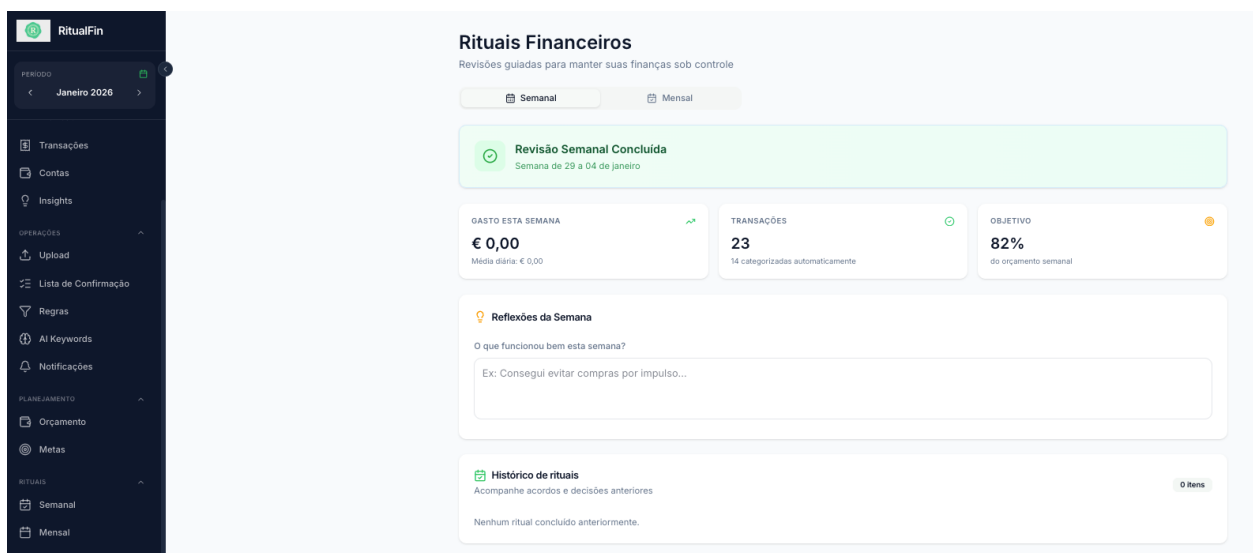 RitualFin
PERÍODO
Janeiro 2026
Transações
Contas
Insights
OPERAÇÕES
Upload
Lista de Confirmação
Regras
AI Keywords
Notificações
PLANEJAMENTO
Orçamento
Metas
RITUAIS
Semanal
Mensal
Rituais Financeiros
Revisões guiadas para manter suas finanças sob controle
Semanal
Mensal
Revisão Semanal Concluída
Semana de 29 a 04 de janeiro
GASTO ESTA SEMANA
€ 0,00
Média diária: € 0,00
TRANSAÇÕES
23
14 categorizadas automaticamente
OBJETIVO
82%
do orçamento semanal
Reflexões da Semana
O que funcionou bem esta semana?
Ex: Consegui evitar compras por impulso...
Histórico de rituais
Acompanhe acordos e decisões anteriores
0 itens
Nenhum ritual concluído anteriormente.